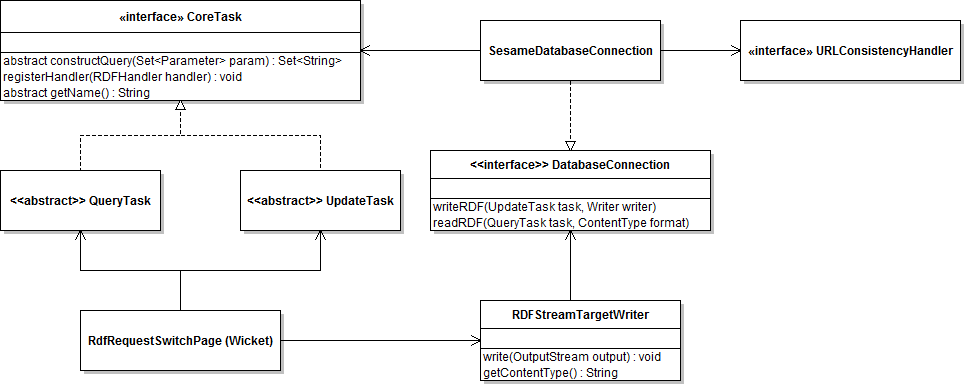 «interface» CoreTask
abstract constructQuery(Set<Parameter> param) : Set<String>
registerHandler(RDFHandler handler) : void
abstract getName() : String
SesameDatabaseConnection
«interface» URLConsistencyHandler
<<interface>> DatabaseConnection
writeRDF(UpdateTask task, Writer writer)
readRDF(QueryTask task, ContentType format)
<<abstract>> QueryTask
<<abstract>> UpdateTask
RdfRequestSwitchPage (Wicket)
RDFStreamTargetWriter
write(OutputStream output) : void
getContentType() : String